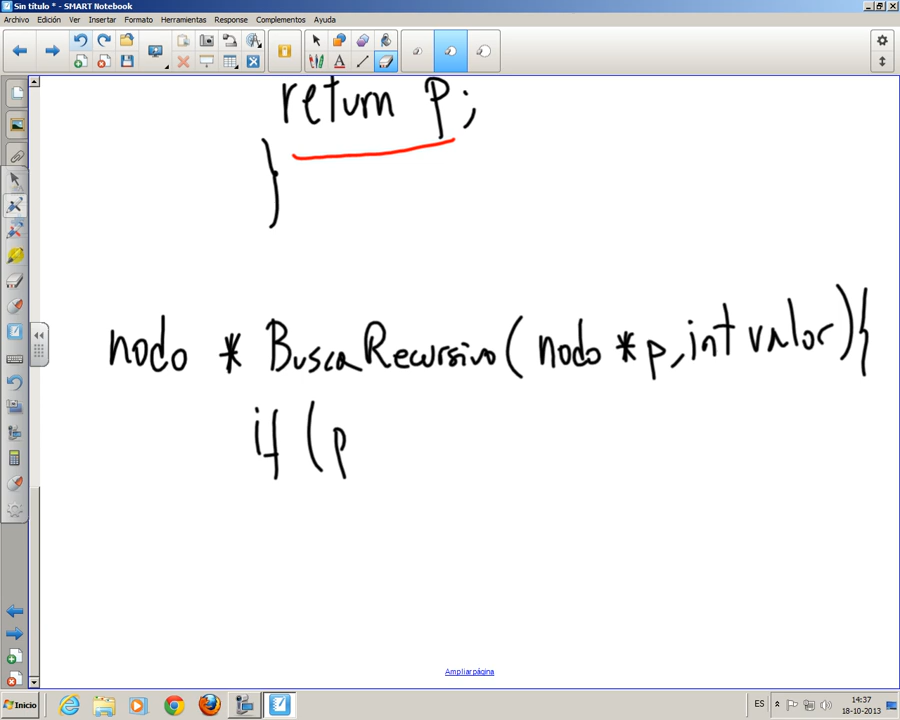 Sin título * - SMART Notebook
Archivo Edición Ver Insertar Formato Herramientas Response Complementos Ayuda
return p;
}
nodo * BuscaRecursivo(nodo *p, int valor){
if (p
Ampliar página
Inicio
ES
14:37
18-10-2013